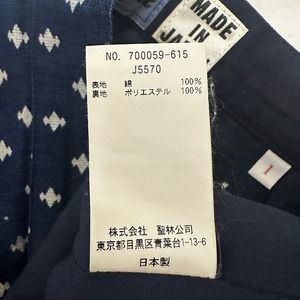 MADE
IN
NO. 700059-615
J5570
表地 綿 100%
裏地 ポリエステル 100%
1
株式会社 聖林公司
東京都目黒区青葉台1-13-6
日本製